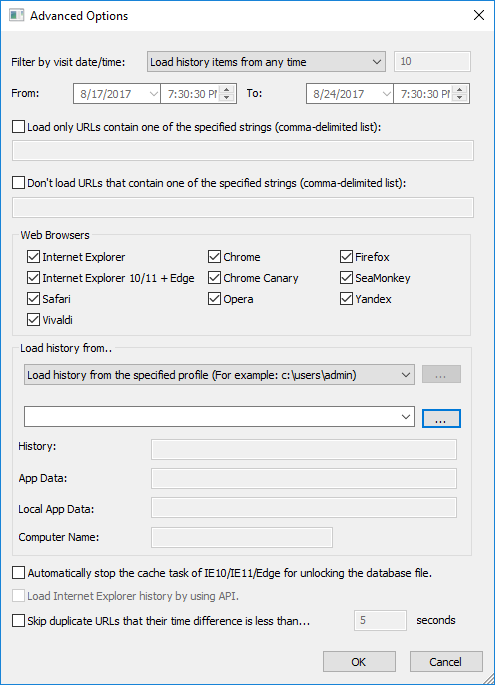 Advanced Options
Filter by visit date/time: Load history items from any time 10
From: 8/17/2017 7:30:30 PM To: 8/24/2017 7:30:30 PM
Load only URLs contain one of the specified strings (comma-delimited list):
Don't load URLs that contain one of the specified strings (comma-delimited list):
Web Browsers
Internet Explorer Chrome Firefox
Internet Explorer 10/11 + Edge Chrome Canary SeaMonkey
Safari Opera Yandex
Vivaldi
Load history from..
Load history from the specified profile (For example: c:\users\admin) ...
...
History:
App Data:
Local App Data:
Computer Name:
Automatically stop the cache task of IE10/IE11/Edge for unlocking the database file.
Load Internet Explorer history by using API.
Skip duplicate URLs that their time difference is less than... 5 seconds
OK Cancel